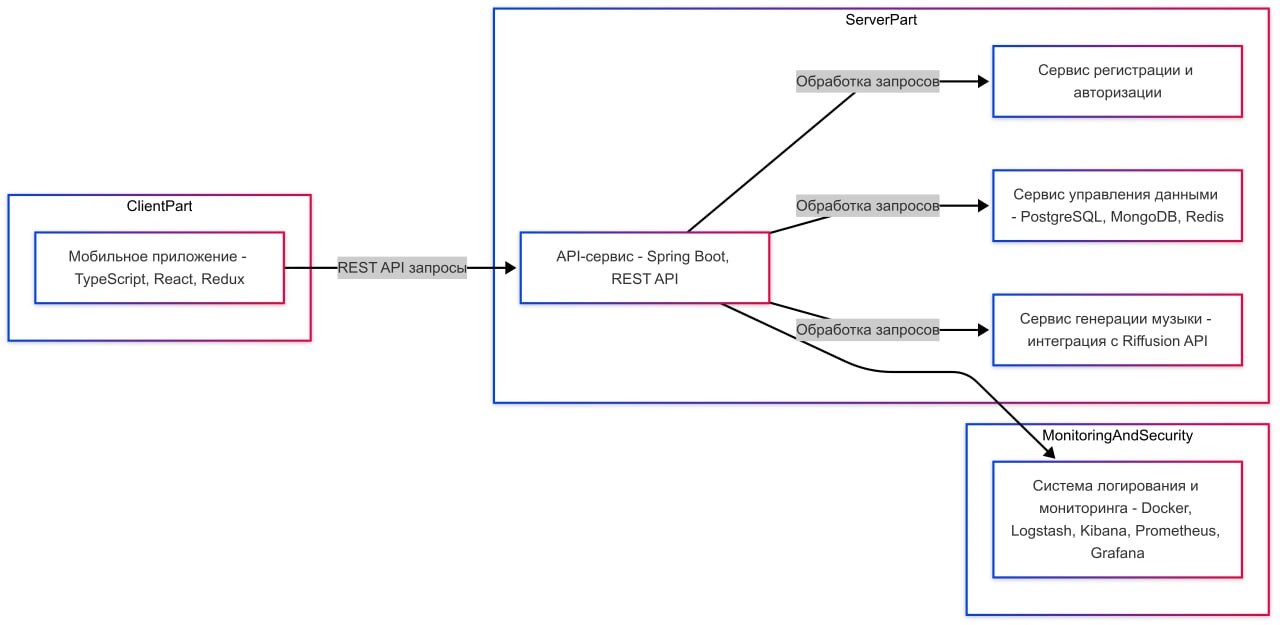 ServerPart
Обработка запросов
Сервис регистрации и
авторизации
ClientPart
Мобильное приложение -
TypeScript, React, Redux
REST API запросы
API-сервис - Spring Boot,
REST API
Обработка запросов
Сервис управления данными
- PostgreSQL, MongoDB, Redis
Обработка запросов
Сервис генерации музыки -
интеграция с Riffusion API
MonitoringAndSecurity
Система логирования и
мониторинга - Docker,
Logstash, Kibana, Prometheus,
Grafana